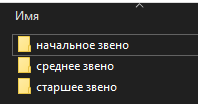 Имя
начальное звено
среднее звено
старшее звено